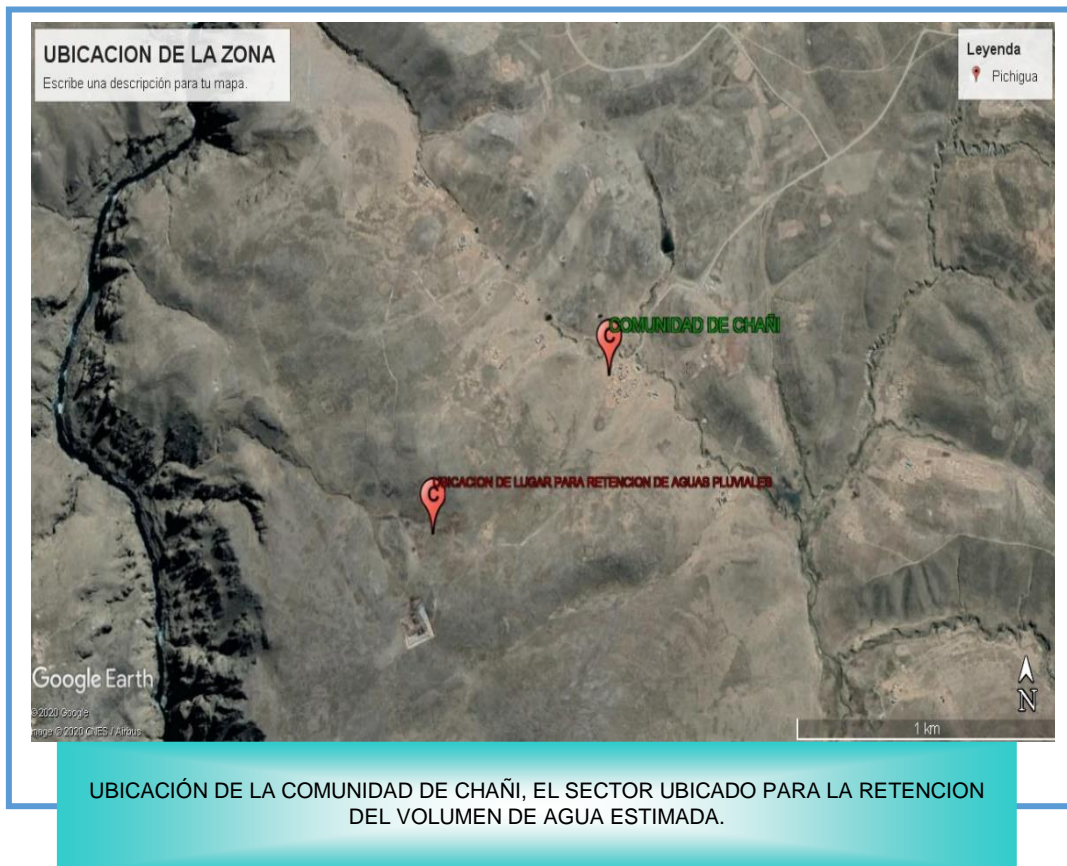 UBICACION DE LA ZONA
Escribe una descripción para tu mapa.
Leyenda
Pichigua
C
COMUNIDAD DE CHAÑI
C
UBICACION DE LUGAR PARA RETENCION DE AGUAS PLUVIALES
Google Earth
©2020 Google
mage © 2020 CNES / Airbus
N
1 km
UBICACIÓN DE LA COMUNIDAD DE CHAÑI, EL SECTOR UBICADO PARA LA RETENCION
DEL VOLUMEN DE AGUA ESTIMADA.